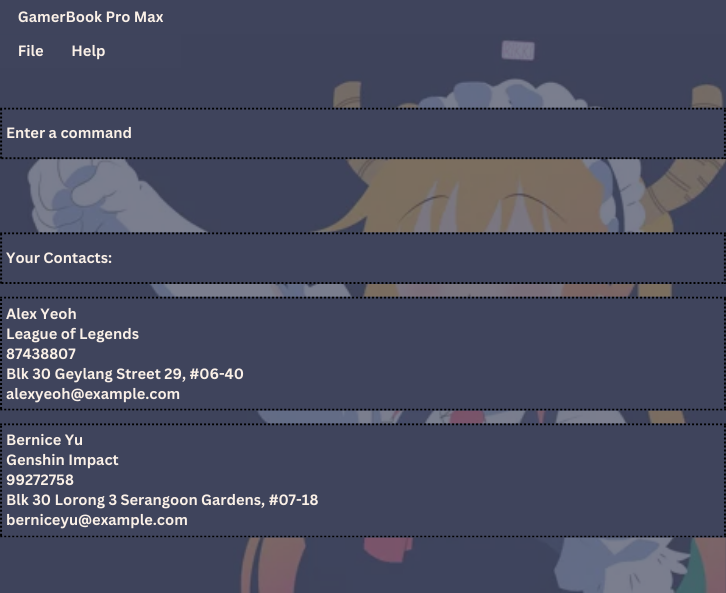 GamerBook Pro Max
File Help
Enter a command
Your Contacts:
Alex Yeoh
League of Legends
87438807
Blk 30 Geylang Street 29, #06-40
alexyeoh@example.com
Bernice Yu
Genshin Impact
99272758
Blk 30 Lorong 3 Serangoon Gardens, #07-18
berniceyu@example.com